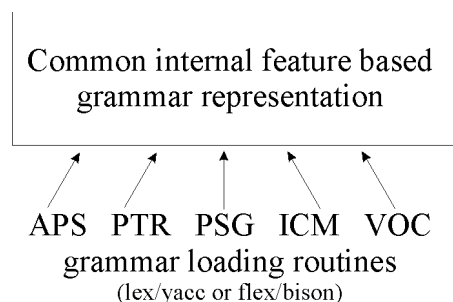 Common internal feature based
grammar representation
APS PTR PSG ICM VOC
grammar loading routines
(lex/yacc or flex/bison)